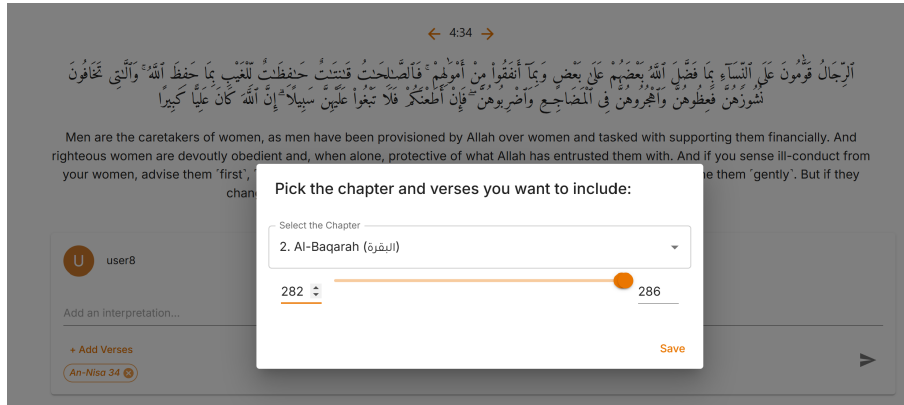 4:34
ٱلرِّجَالُ قَوَّٰمُونَ عَلَى ٱلنِّسَآءِ بِمَا فَضَّلَ ٱللَّهُ بَعْضَهُمْ عَلَىٰ بَعْضٍ وَبِمَآ أَنفَقُوا۟ مِنْ أَمْوَٰلِهِمْ ۚ فَٱلصَّـٰلِحَـٰتُ قَـٰنِتَـٰتٌ حَـٰفِظَـٰتٌ لِّلْغَيْبِ بِمَا حَفِظَ ٱللَّهُ ۚ وَٱلَّـٰتِى تَخَافُونَ
نُشُوزَهُنَّ فَعِظُوهُنَّ وَٱهْجُرُوهُنَّ فِى ٱلْمَضَاجِعِ وَٱضْرِبُوهُنَّ ۖ فَإِنْ أَطَعْنَكُمْ فَلَا تَبْغُوا۟ عَلَيْهِنَّ سَبِيلًا ۗ إِنَّ ٱللَّهَ كَانَ عَلِيًّا كَبِيرًا
Men are the caretakers of women, as men have been provisioned by Allah over women and tasked with supporting them financially. And
righteous women are devoutly obedient and, when alone, protective of what Allah has entrusted them with. And if you sense ill-conduct from
your women, advise them ˹first˺, them ˹gently˺. But if they
Pick the chapter and verses you want to include:
Select the Chapter
2. Al-Baqarah (البقرة)
282
286
Save
U
user8
Add an interpretation...
+ Add Verses
An-Nisa 34